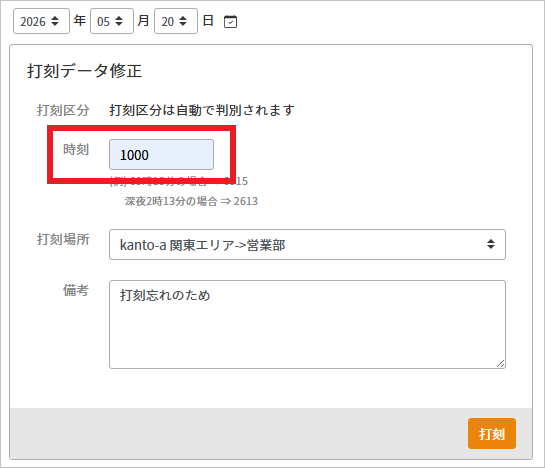 2026 年 05 月 20 日
打刻データ修正
打刻区分 打刻区分は自動で判別されます
時刻 1000
深夜2時13分の場合 ⇒ 2613
打刻場所 kanto-a 関東エリア->営業部
備考 打刻忘れのため
打刻